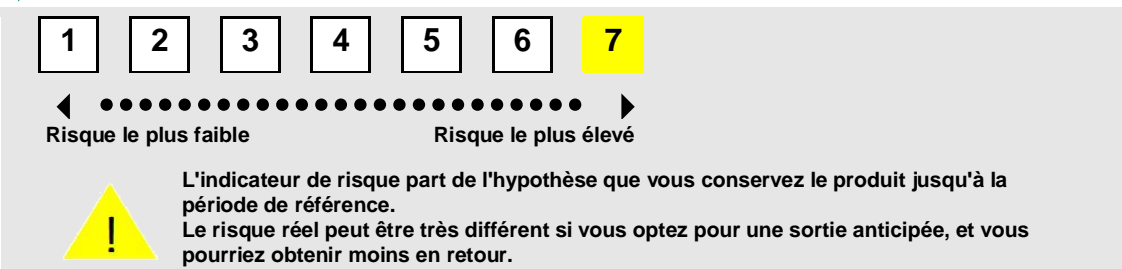 1 2 3 4 5 6 7
Risque le plus faible Risque le plus élevé
L'indicateur de risque part de l'hypothèse que vous conservez le produit jusqu'à la
période de référence.
Le risque réel peut être très différent si vous optez pour une sortie anticipée, et vous
pourriez obtenir moins en retour.
!